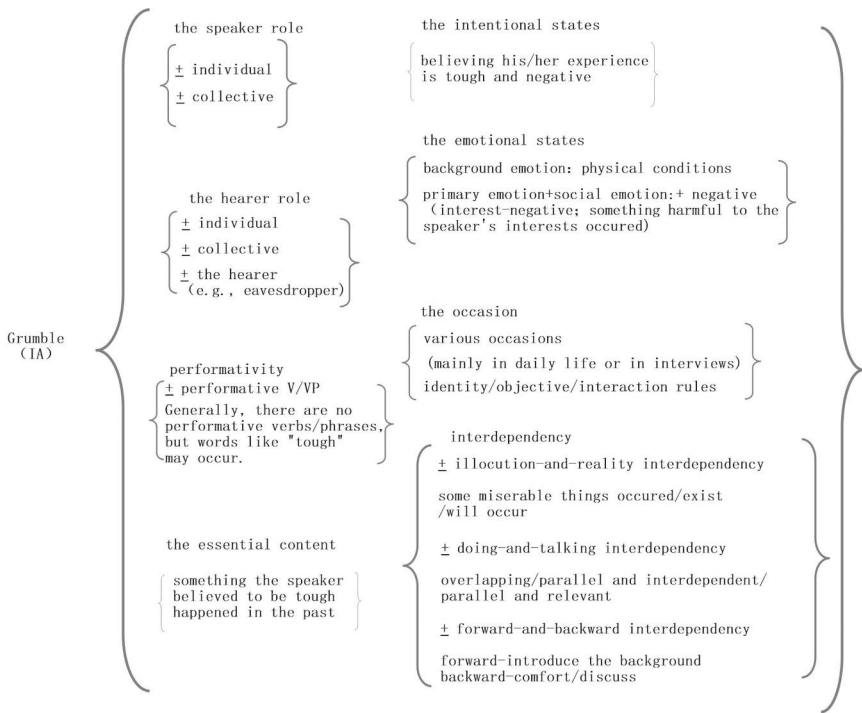 Grumble
(IA)
the speaker role
± individual
± collective
the hearer role
± individual
± collective
± the hearer
(e.g., eavesdropper)
performativity
± performative V/VP
Generally, there are no
performative verbs/phrases,
but words like "tough"
may occur.
the essential content
something the speaker
believed to be tough
happened in the past
the intentional states
believing his/her experience
is tough and negative
the emotional states
background emotion: physical conditions
primary emotion+social emotion:+ negative
(interest-negative; something harmful to the
speaker's interests occured)
the occasion
various occasions
(mainly in daily life or in interviews)
identity/objective/interaction rules
interdependency
± illocution-and-reality interdependency
some miserable things occured/exist
/will occur
± doing-and-talking interdependency
overlapping/parallel and interdependent/
parallel and relevant
± forward-and-backward interdependency
forward-introduce the background
backward-comfort/discuss